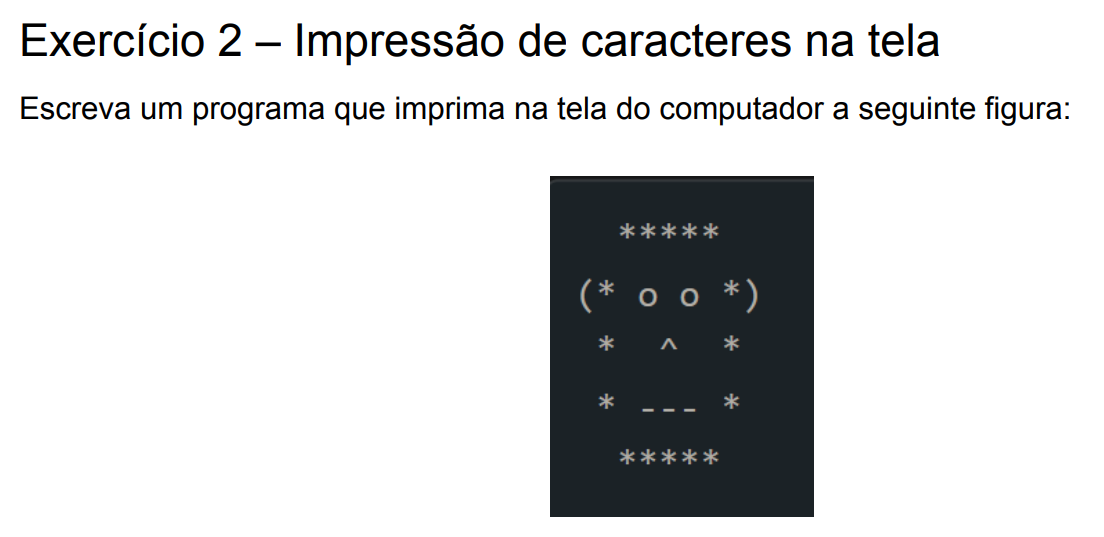 Exercício 2 – Impressão de caracteres na tela
Escreva um programa que imprima na tela do computador a seguinte figura:
  *****
(* o o *)
 *  ^  *
 * --- *
  *****